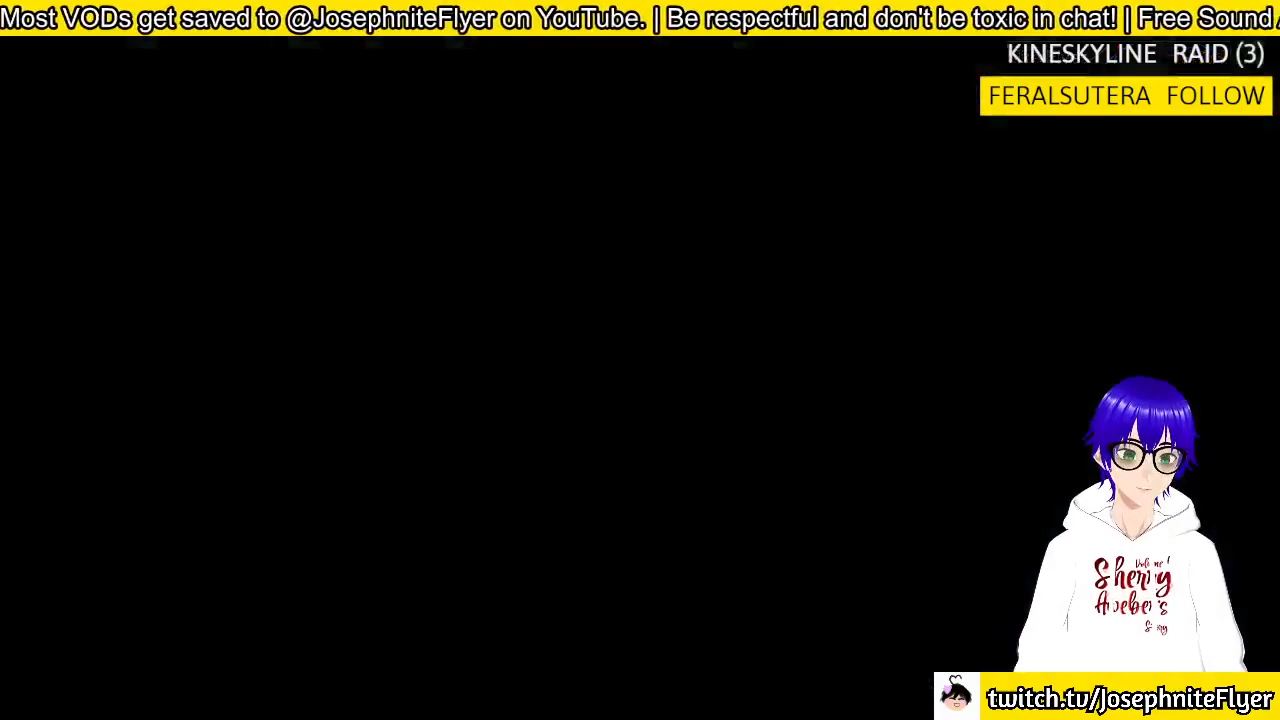 Most VODs get saved to @JosephniteFlyer on YouTube. | Be respectful and don't be toxic in chat! | Free Sound
KINESKYLINE RAID (3)
FERALSUTERA FOLLOW
Sherry
twitch.tv/JosephniteFlyer